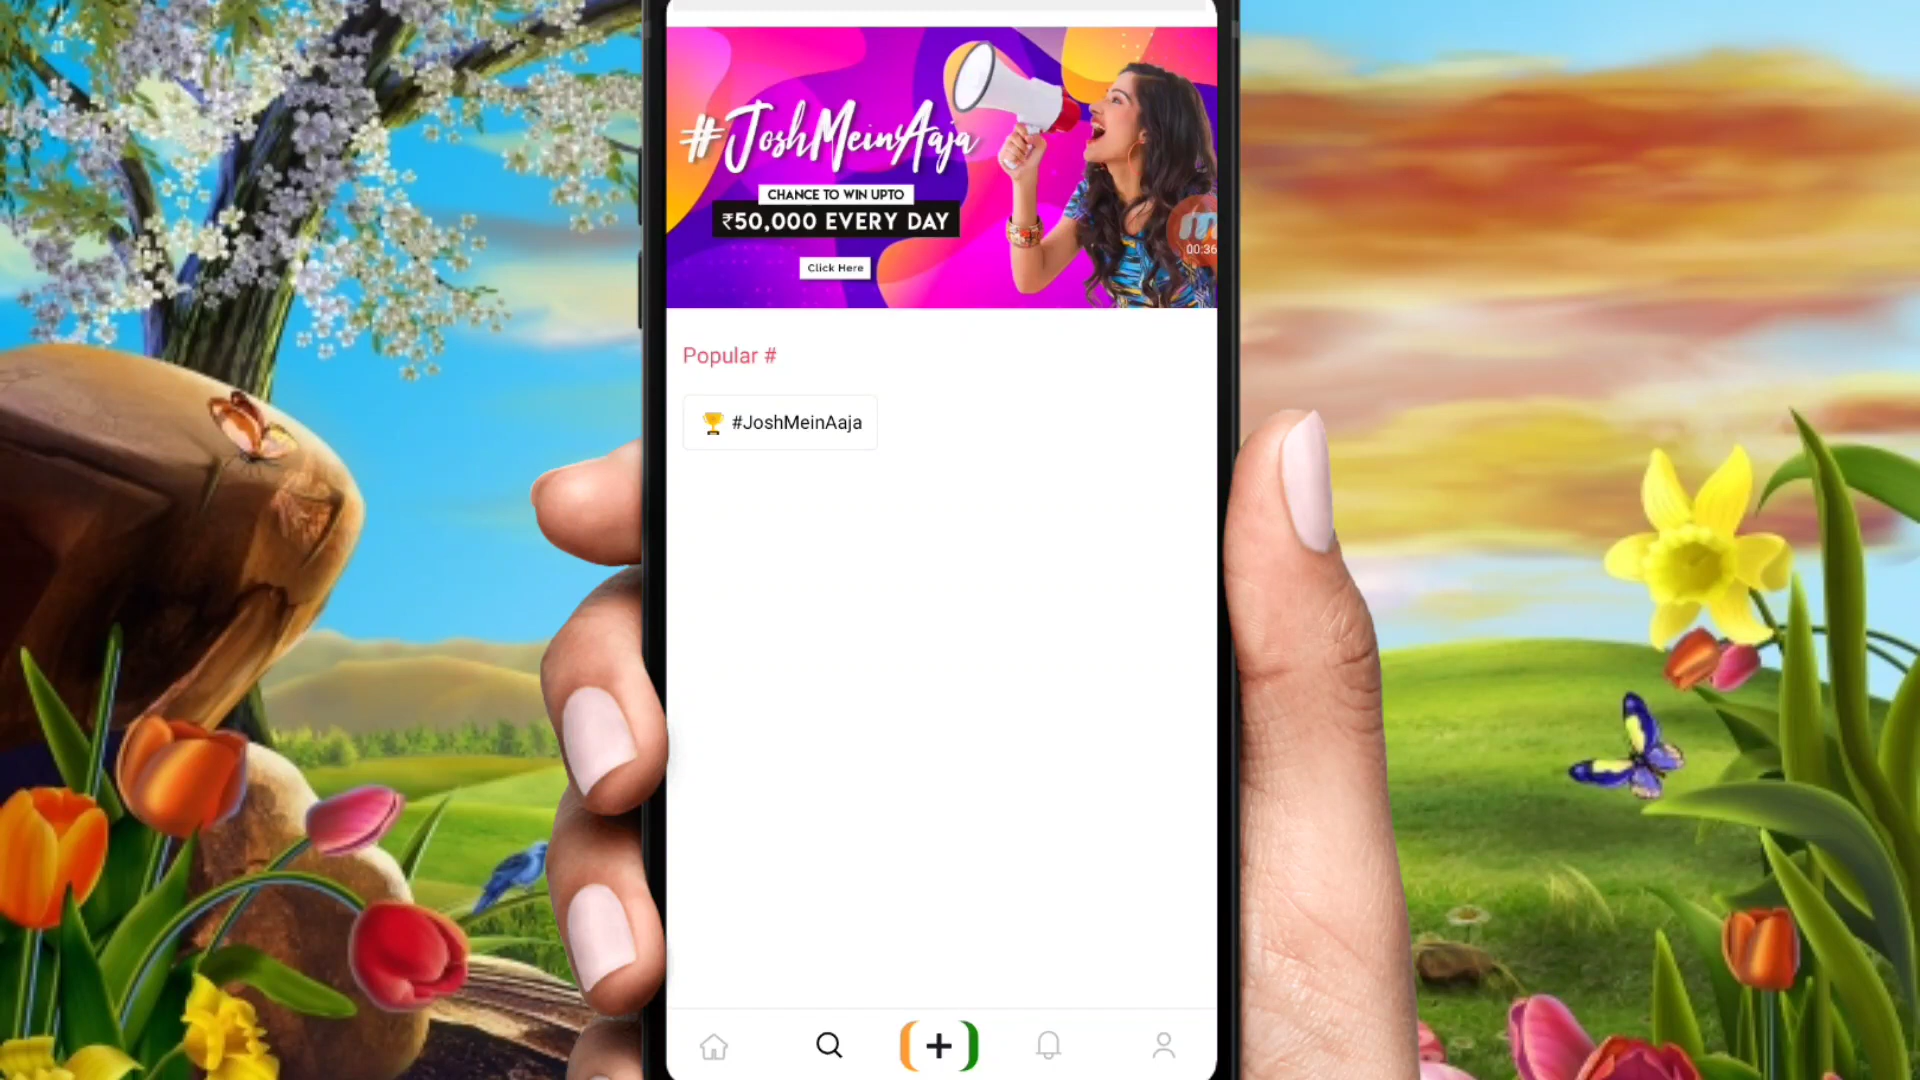 #JoshMeinAaja
CHANCE TO WIN UPTO
₹50,000 EVERY DAY
Click Here
00:36
Popular #
#JoshMeinAaja